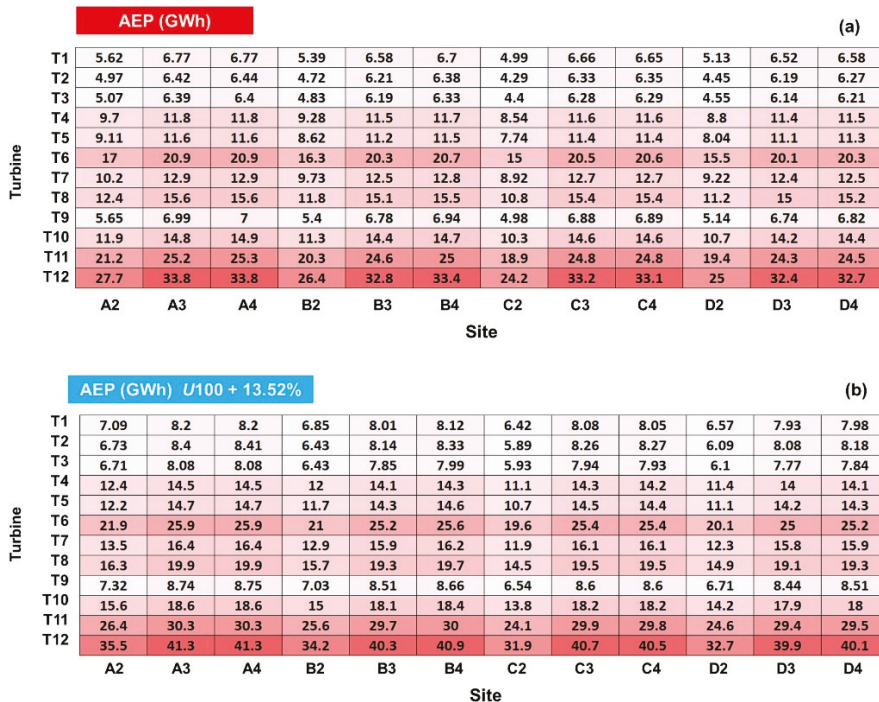 AEP (GWh) (a)
T1 5.62 6.77 6.77 5.39 6.58 6.7 4.99 6.66 6.65 5.13 6.52 6.58
T2 4.97 6.42 6.44 4.72 6.21 6.38 4.29 6.33 6.35 4.45 6.19 6.27
T3 5.07 6.39 6.4 4.83 6.19 6.33 4.4 6.28 6.29 4.55 6.14 6.21
T4 9.7 11.8 11.8 9.28 11.5 11.7 8.54 11.6 11.6 8.8 11.4 11.5
T5 9.11 11.6 11.6 8.62 11.2 11.5 7.74 11.4 11.4 8.04 11.1 11.3
T6 17 20.9 20.9 16.3 20.3 20.7 15 20.5 20.6 15.5 20.1 20.3
T7 10.2 12.9 12.9 9.73 12.5 12.8 8.92 12.7 12.7 9.22 12.4 12.5
T8 12.4 15.6 15.6 11.8 15.1 15.5 10.8 15.4 15.4 11.2 15 15.2
T9 5.65 6.99 7 5.4 6.78 6.94 4.98 6.88 6.89 5.14 6.74 6.82
T10 11.9 14.8 14.9 11.3 14.4 14.7 10.3 14.6 14.6 10.7 14.2 14.4
T11 21.2 25.2 25.3 20.3 24.6 25 18.9 24.8 24.8 19.4 24.3 24.5
T12 27.7 33.8 33.8 26.4 32.8 33.4 24.2 33.2 33.1 25 32.4 32.7
Turbine
A2 A3 A4 B2 B3 B4 C2 C3 C4 D2 D3 D4
Site
AEP (GWh) U100 + 13.52% (b)
T1 7.09 8.2 8.2 6.85 8.01 8.12 6.42 8.08 8.05 6.57 7.93 7.98
T2 6.73 8.4 8.41 6.43 8.14 8.33 5.89 8.26 8.27 6.09 8.08 8.18
T3 6.71 8.08 8.08 6.43 7.85 7.99 5.93 7.94 7.93 6.1 7.77 7.84
T4 12.4 14.5 14.5 12 14.1 14.3 11.1 14.3 14.2 11.4 14 14.1
T5 12.2 14.7 14.7 11.7 14.3 14.6 10.7 14.5 14.4 11.1 14.2 14.3
T6 21.9 25.9 25.9 21 25.2 25.6 19.6 25.4 25.4 20.1 25 25.2
T7 13.5 16.4 16.4 12.9 15.9 16.2 11.9 16.1 16.1 12.3 15.8 15.9
T8 16.3 19.9 19.9 15.7 19.3 19.7 14.5 19.5 19.5 14.9 19.1 19.3
T9 7.32 8.74 8.75 7.03 8.51 8.66 6.54 8.6 8.6 6.71 8.44 8.51
T10 15.6 18.6 18.6 15 18.1 18.4 13.8 18.2 18.2 14.2 17.9 18
T11 26.4 30.3 30.3 25.6 29.7 30 24.1 29.9 29.8 24.6 29.4 29.5
T12 35.5 41.3 41.3 34.2 40.3 40.9 31.9 40.7 40.5 32.7 39.9 40.1
Turbine
A2 A3 A4 B2 B3 B4 C2 C3 C4 D2 D3 D4
Site